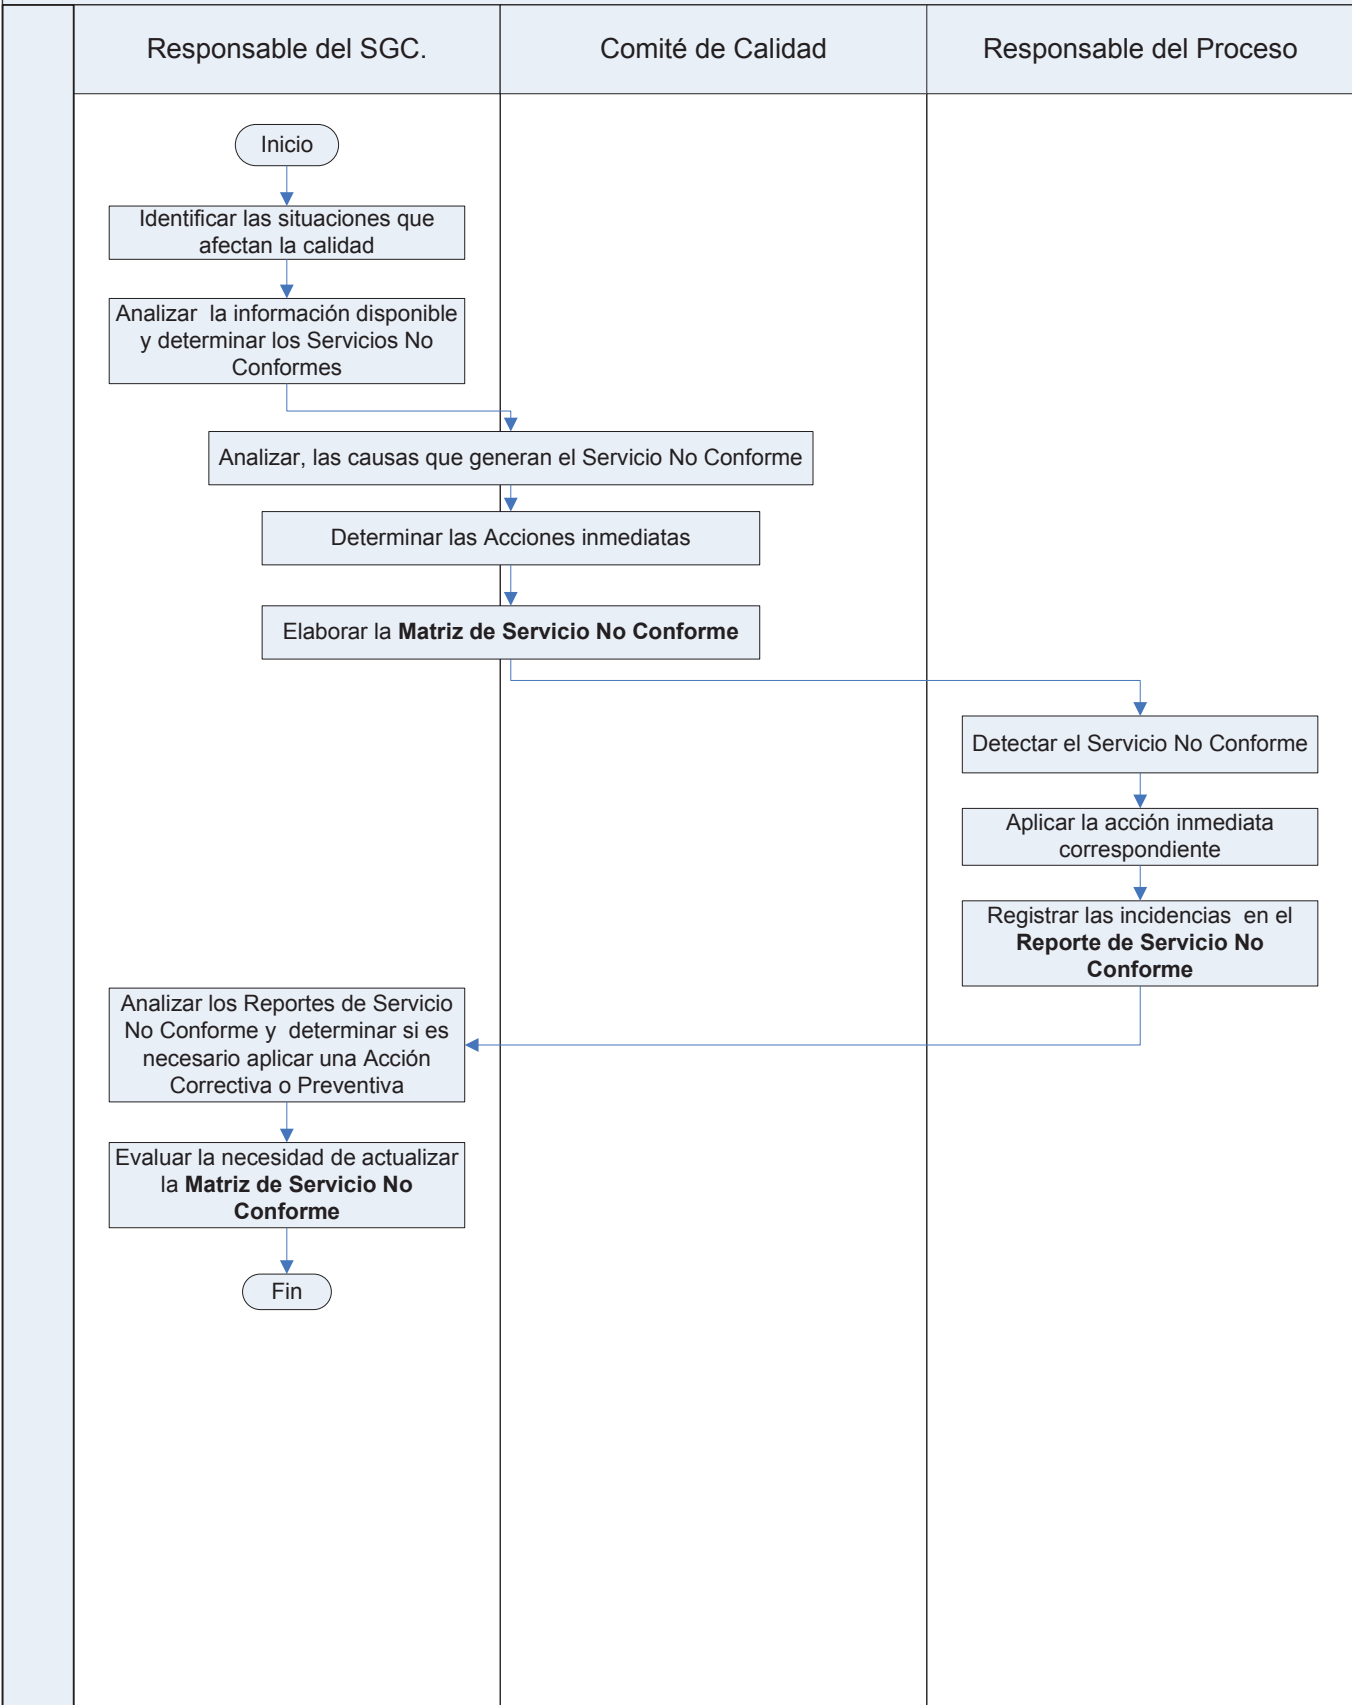 Responsable del SGC.
Comité de Calidad
Responsable del Proceso
Inicio
Identificar las situaciones que
afectan la calidad
Analizar  la información disponible
y determinar los Servicios No
Conformes
Analizar, las causas que generan el Servicio No Conforme
Determinar las Acciones inmediatas
Elaborar la Matriz de Servicio No Conforme
Detectar el Servicio No Conforme
Aplicar la acción inmediata
correspondiente
Registrar las incidencias  en el
Reporte de Servicio No
Conforme
Analizar los Reportes de Servicio
No Conforme y  determinar si es
necesario aplicar una Acción
Correctiva o Preventiva
Evaluar la necesidad de actualizar
la Matriz de Servicio No
Conforme
Fin